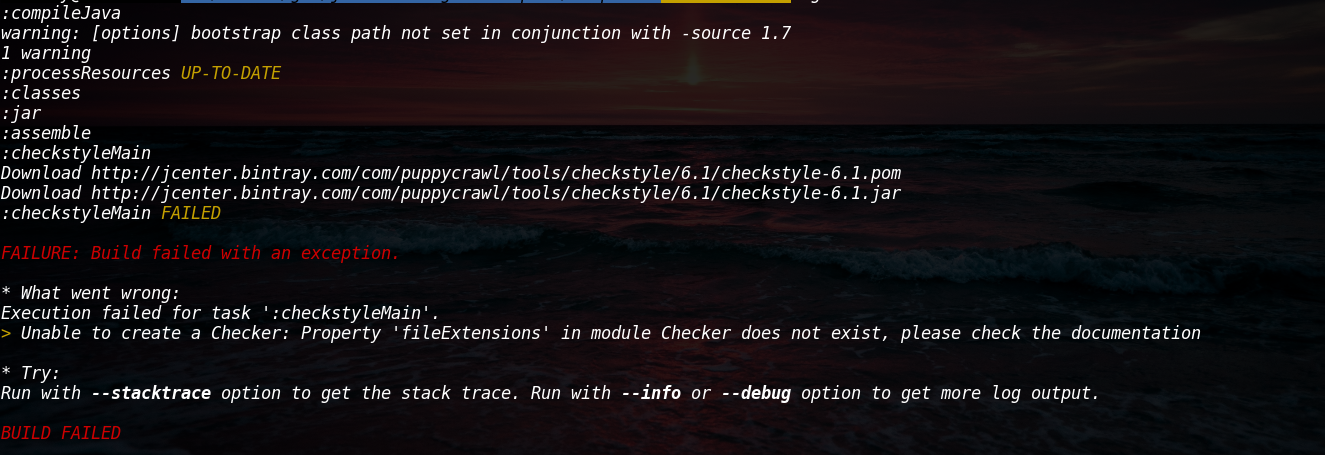 :compileJava
warning: [options] bootstrap class path not set in conjunction with -source 1.7
1 warning
:processResources UP-TO-DATE
:classes
:jar
:assemble
:checkstyleMain
Download http://jcenter.bintray.com/com/puppycrawl/tools/checkstyle/6.1/checkstyle-6.1.pom
Download http://jcenter.bintray.com/com/puppycrawl/tools/checkstyle/6.1/checkstyle-6.1.jar
:checkstyleMain FAILED
FAILURE: Build failed with an exception.
* What went wrong:
Execution failed for task ':checkstyleMain'.
> Unable to create a Checker: Property 'fileExtensions' in module Checker does not exist, please check the documentation
* Try:
Run with --stacktrace option to get the stack trace. Run with --info or --debug option to get more log output.
BUILD FAILED